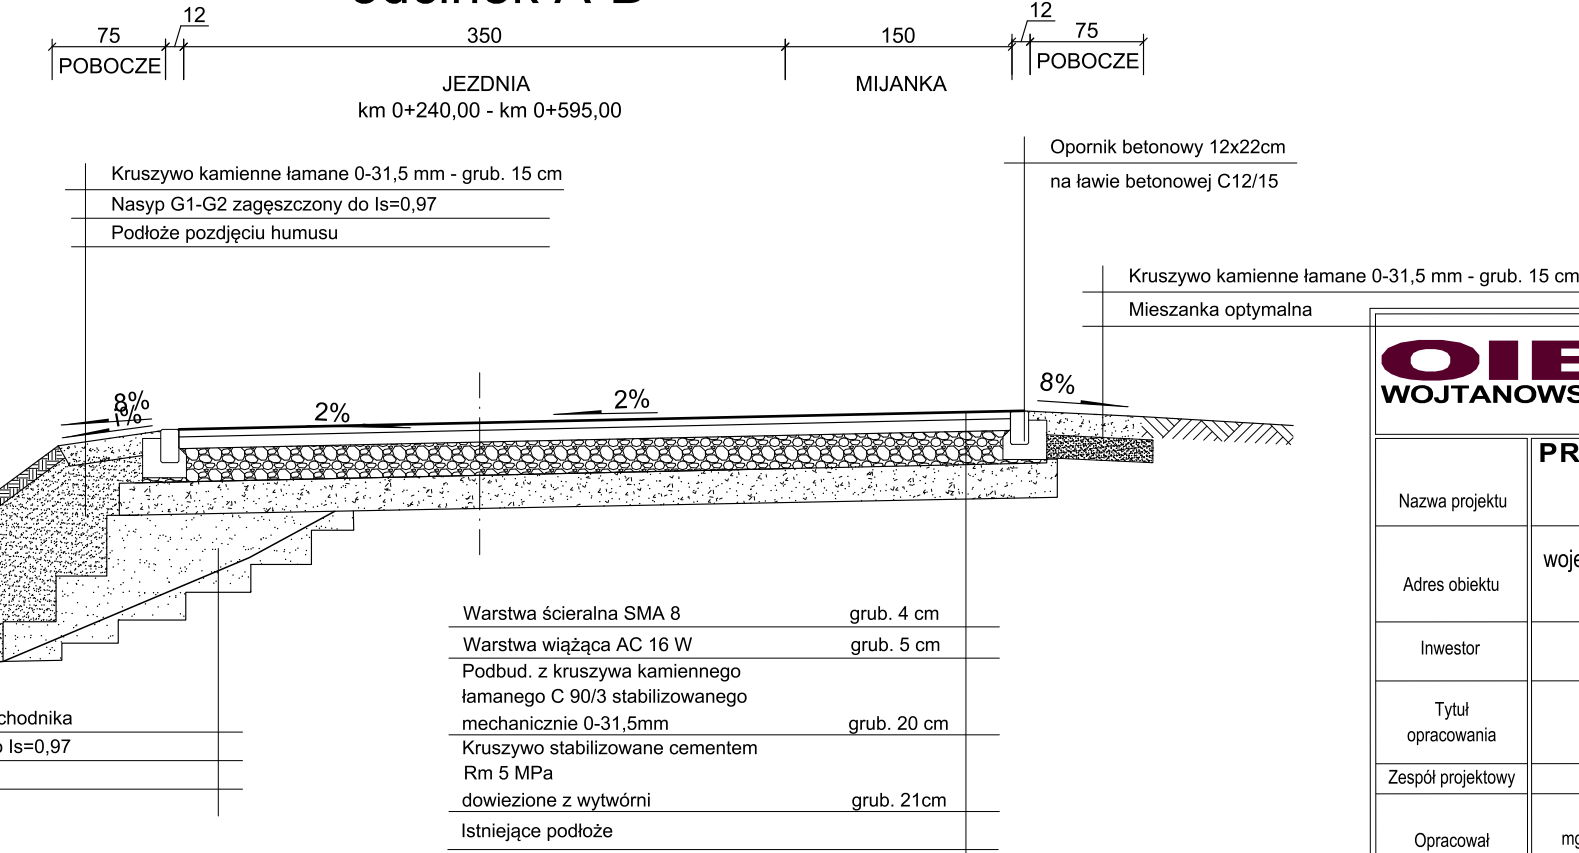 odcinek A-B
12
75
350
150
12
75
POBOCZE
JEZDNIA
MIJANKA
POBOCZE
km 0+240,00 - km 0+595,00
Kruszywo kamienne łamane 0-31,5 mm - grub. 15 cm
Nasyp G1-G2 zagęszczony do Is=0,97
Podłoże pozdjęciu humusu
Opornik betonowy 12x22cm
na ławie betonowej C12/15
Kruszywo kamienne łamane 0-31,5 mm - grub. 15 cm
Mieszanka optymalna
8%
i%
2%
2%
8%
Warstwa ścieralna SMA 8 grub. 4 cm
Warstwa wiążąca AC 16 W grub. 5 cm
Podbud. z kruszywa kamiennego
łamanego C 90/3 stabilizowanego
mechanicznie 0-31,5mm grub. 20 cm
Kruszywo stabilizowane cementem
Rm 5 MPa
dowiezione z wytwórni grub. 21cm
Istniejące podłoże
chodnika
o Is=0,97
OIE
WOJTANOWS
PR
Nazwa projektu
woje
Adres obiektu
Inwestor
Tytuł
opracowania
Zespół projektowy
Opracował
mg